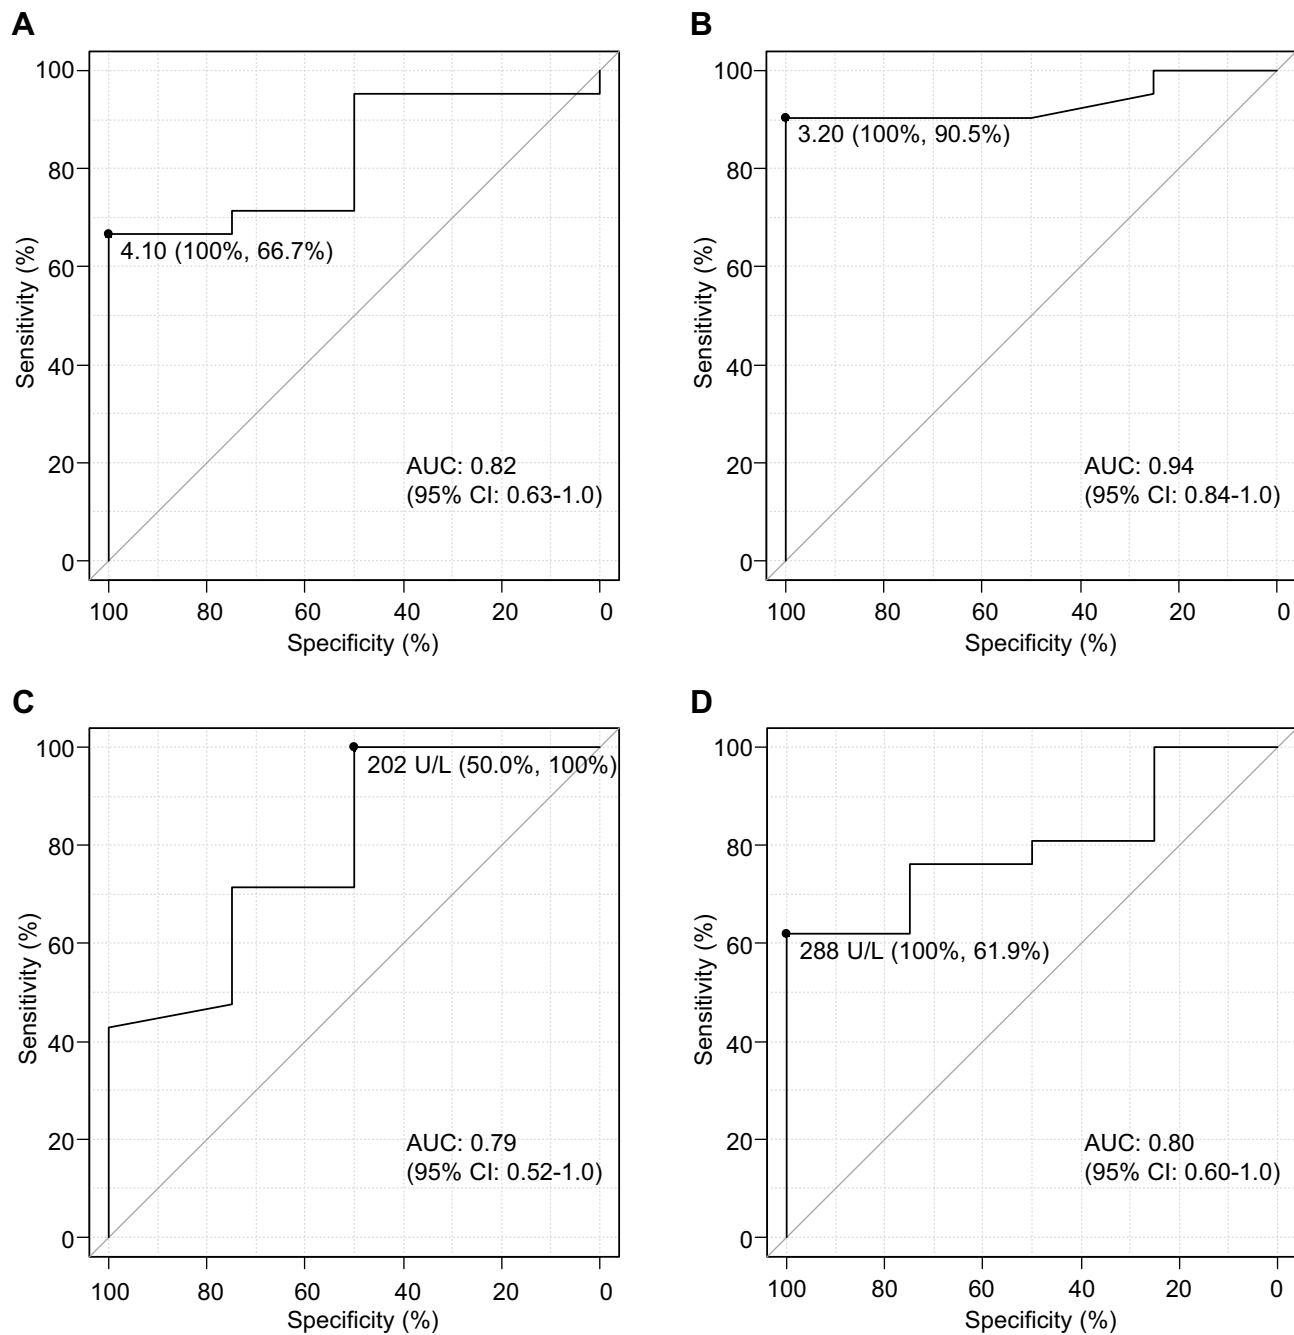 A
100
80
60
40
20
0
Sensitivity (%)
4.10 (100%, 66.7%)
AUC: 0.82
(95% CI: 0.63-1.0)
100 80 60 40 20 0
Specificity (%)
B
100
80
60
40
20
0
Sensitivity (%)
3.20 (100%, 90.5%)
AUC: 0.94
(95% CI: 0.84-1.0)
100 80 60 40 20 0
Specificity (%)
C
100
80
60
40
20
0
Sensitivity (%)
202 U/L (50.0%, 100%)
AUC: 0.79
(95% CI: 0.52-1.0)
100 80 60 40 20 0
Specificity (%)
D
100
80
60
40
20
0
Sensitivity (%)
288 U/L (100%, 61.9%)
AUC: 0.80
(95% CI: 0.60-1.0)
100 80 60 40 20 0
Specificity (%)